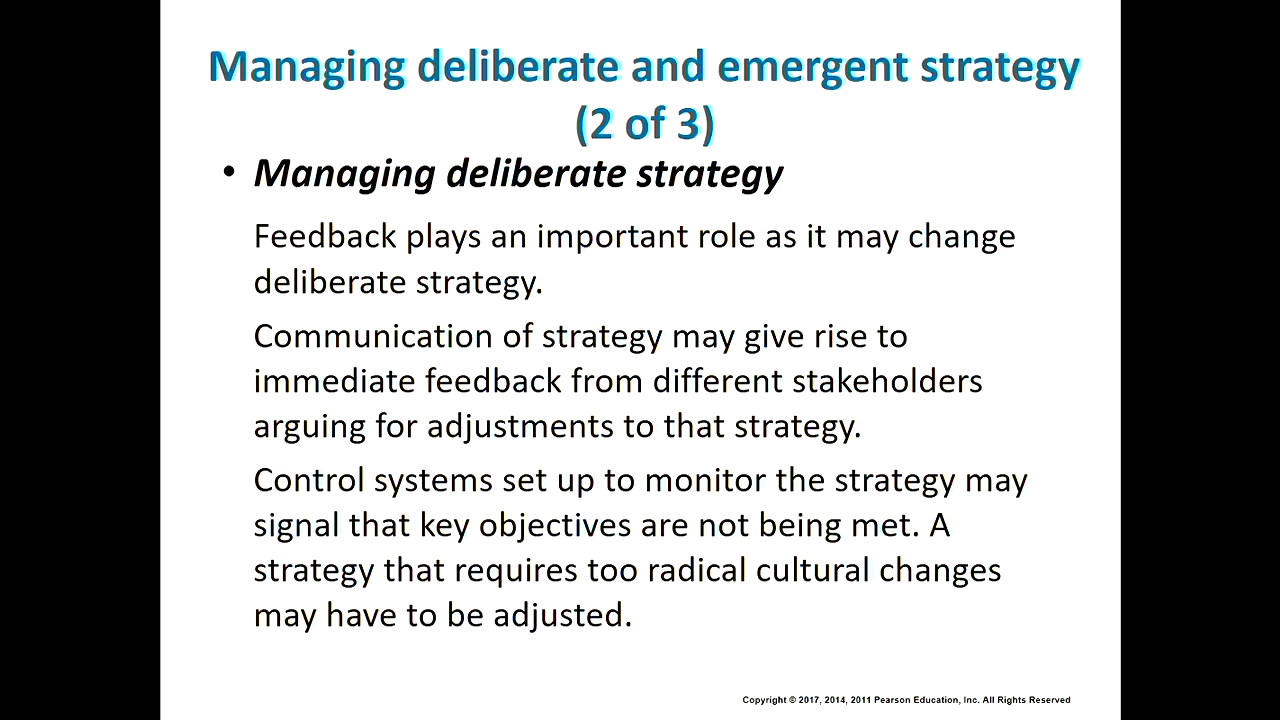 Managing deliberate and emergent strategy
(2 of 3)
• Managing deliberate strategy
Feedback plays an important role as it may change
deliberate strategy.
Communication of strategy may give rise to
immediate feedback from different stakeholders
arguing for adjustments to that strategy.
Control systems set up to monitor the strategy may
signal that key objectives are not being met. A
strategy that requires too radical cultural changes
may have to be adjusted.
Copyright © 2017, 2014, 2011 Pearson Education, Inc. All Rights Reserved